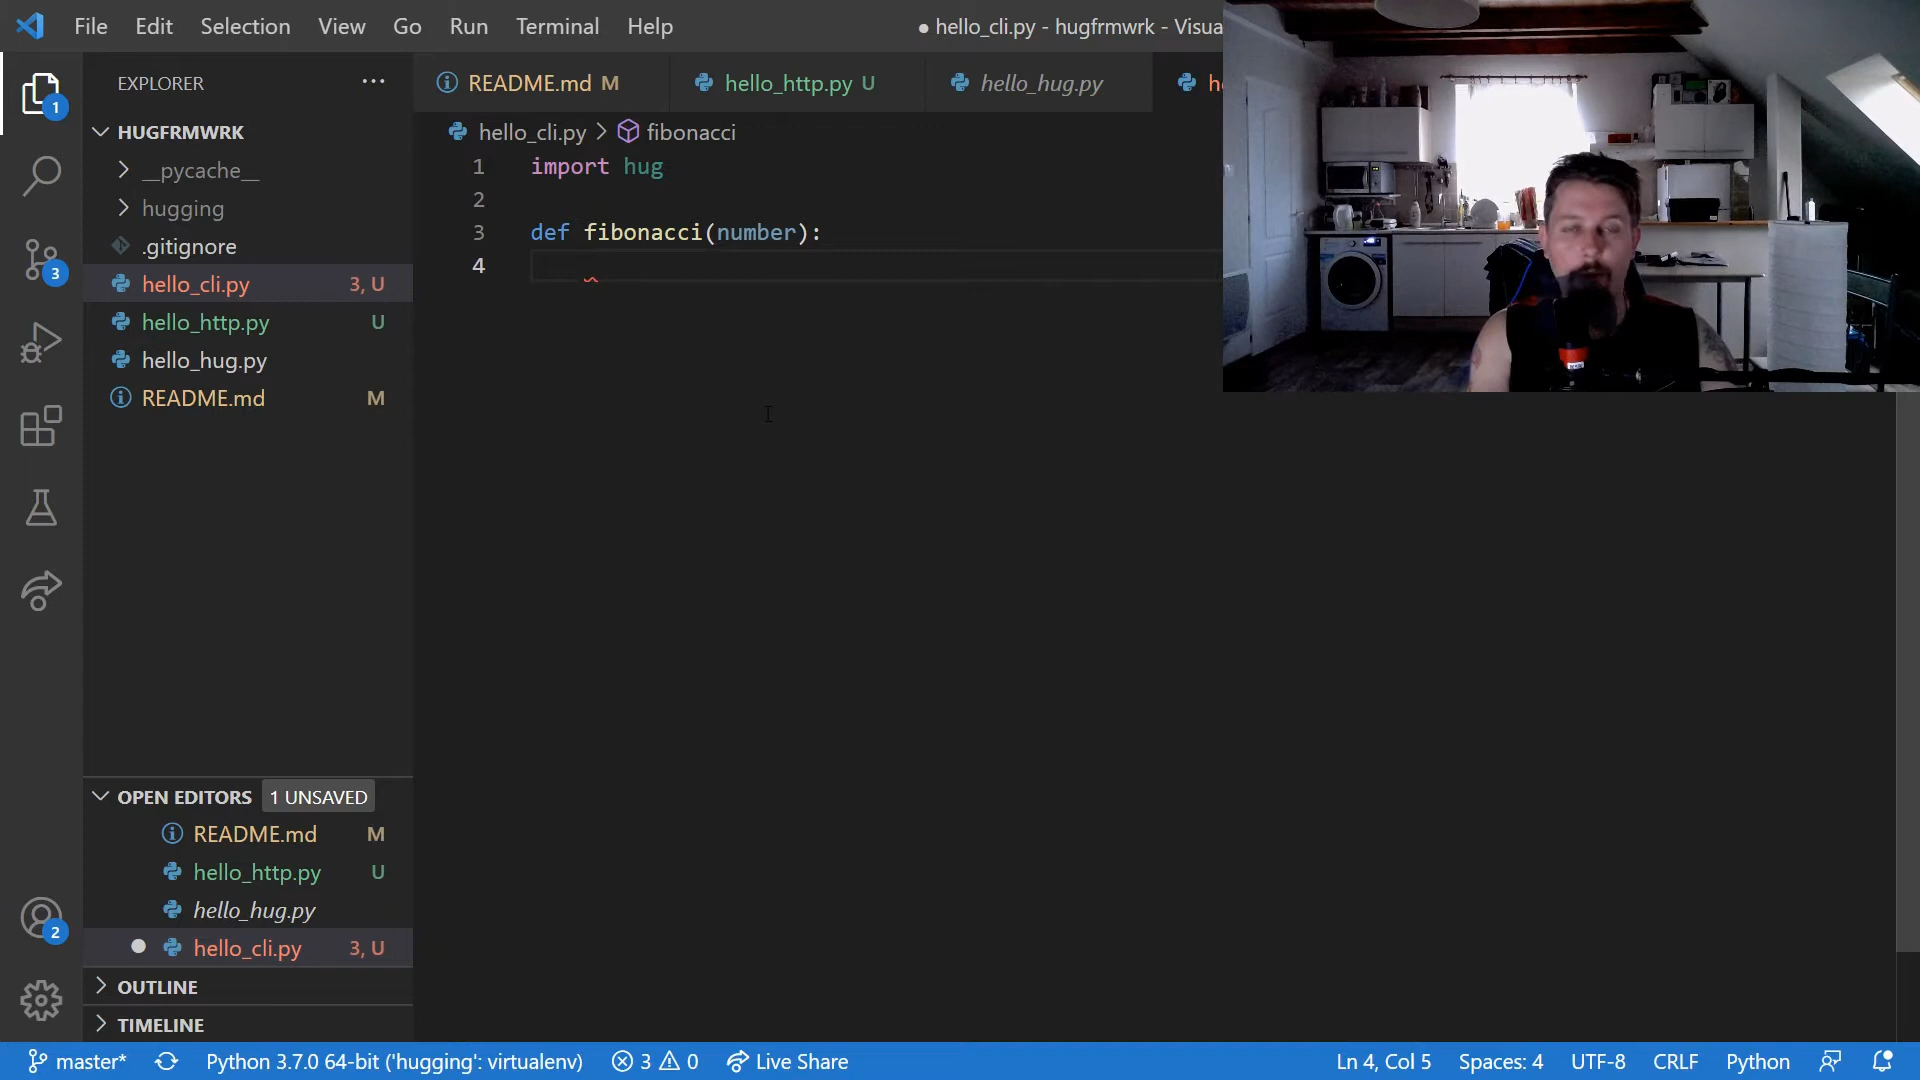 File Edit Selection View Go Run Terminal Help
● hello_cli.py - hugfrmwrk - Visua
EXPLORER ···
README.md M
hello_http.py U
hello_hug.py
HUGFRMWRK
__pycache__
hugging
.gitignore
hello_cli.py 3, U
hello_http.py U
hello_hug.py
README.md M
hello_cli.py > fibonacci
1 import hug
2
3 def fibonacci(number):
4
1
3
2
OPEN EDITORS 1 UNSAVED
README.md M
hello_http.py U
hello_hug.py
● hello_cli.py 3, U
OUTLINE
TIMELINE
master* Python 3.7.0 64-bit ('hugging': virtualenv) 3 0 Live Share Ln 4, Col 5 Spaces: 4 UTF-8 CRLF Python